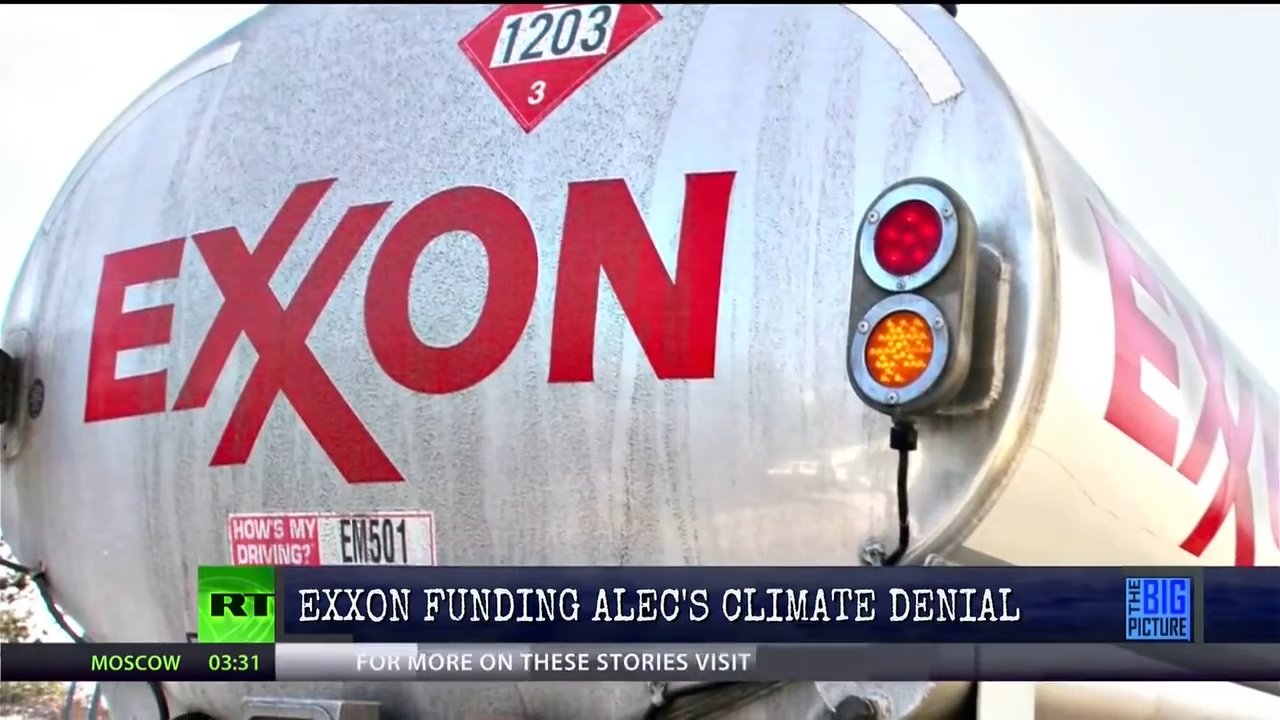 1203
3
EXXON
EXX
HOW'S MY
DRIVING?
EM501
RT
EXXON FUNDING ALEC'S CLIMATE DENIAL
THE BIG PICTURE
MOSCOW 03:31
FOR MORE ON THESE STORIES VISIT